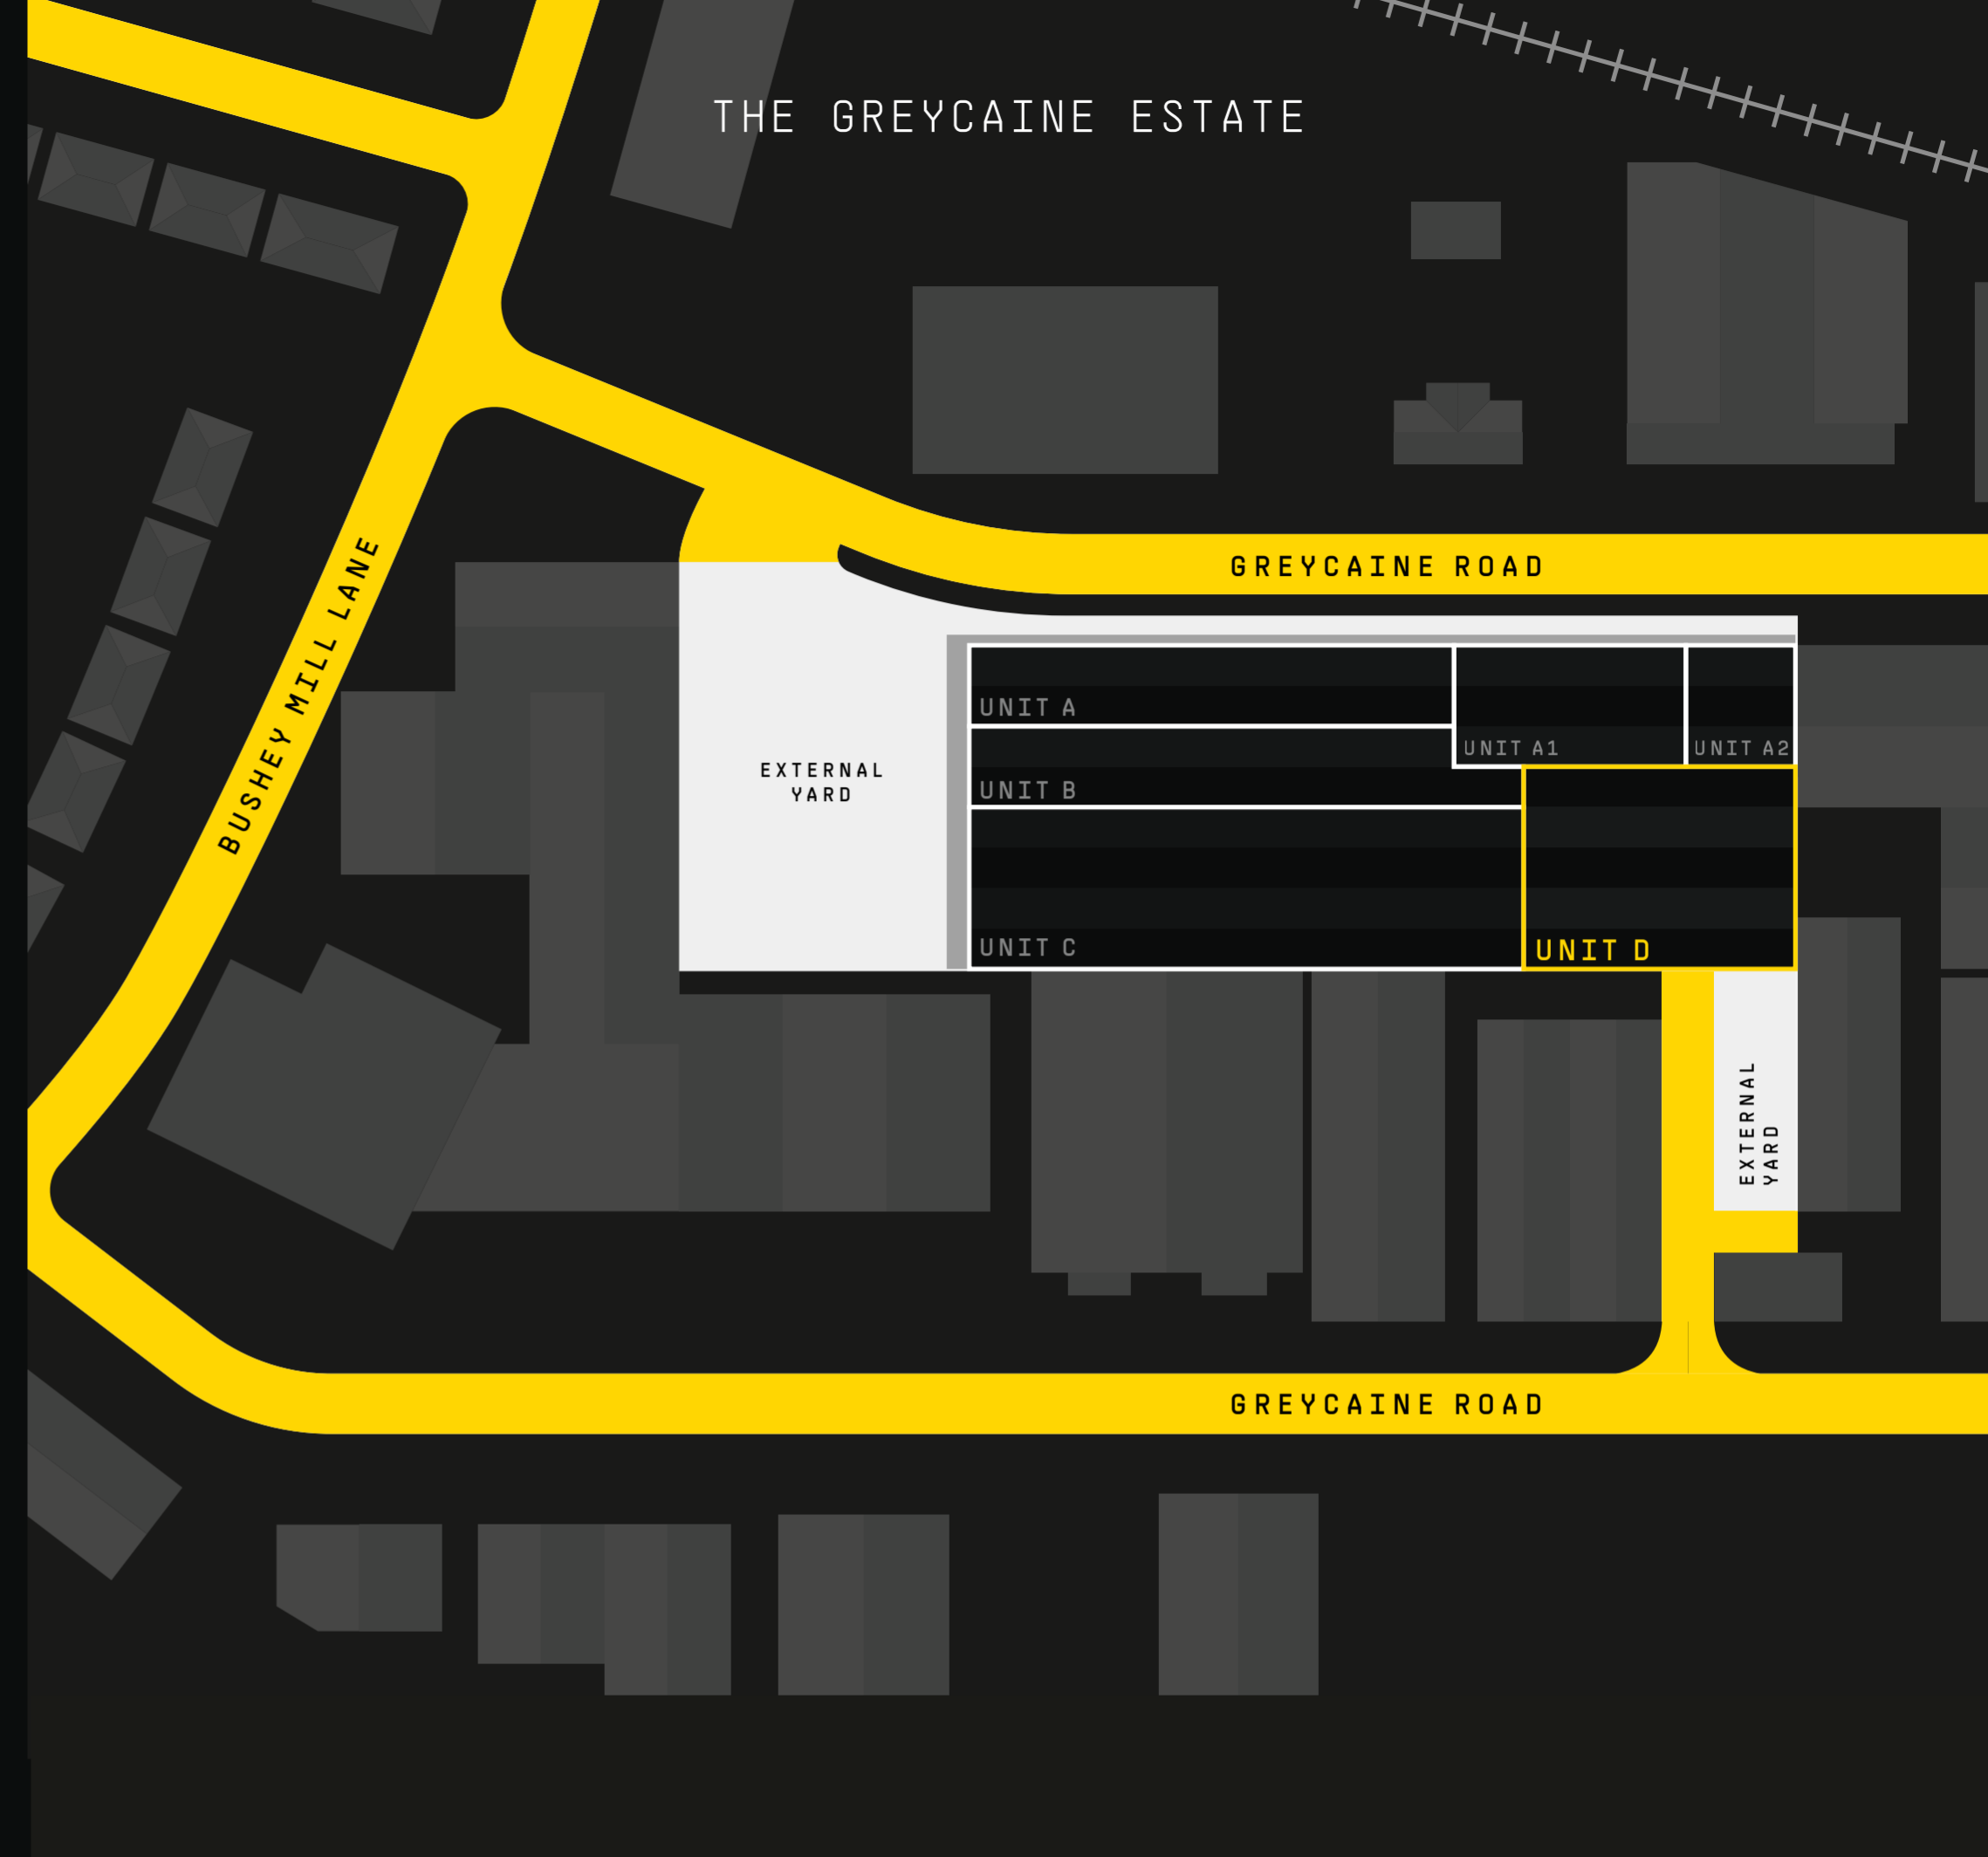 THE GREYCAINE ESTATE
GREYCAINE ROAD
BUSHEY MILL LANE
EXTERNAL
YARD
UNIT A
UNIT A1
UNIT A2
UNIT B
UNIT C
UNIT D
EXTERNAL
YARD
GREYCAINE ROAD